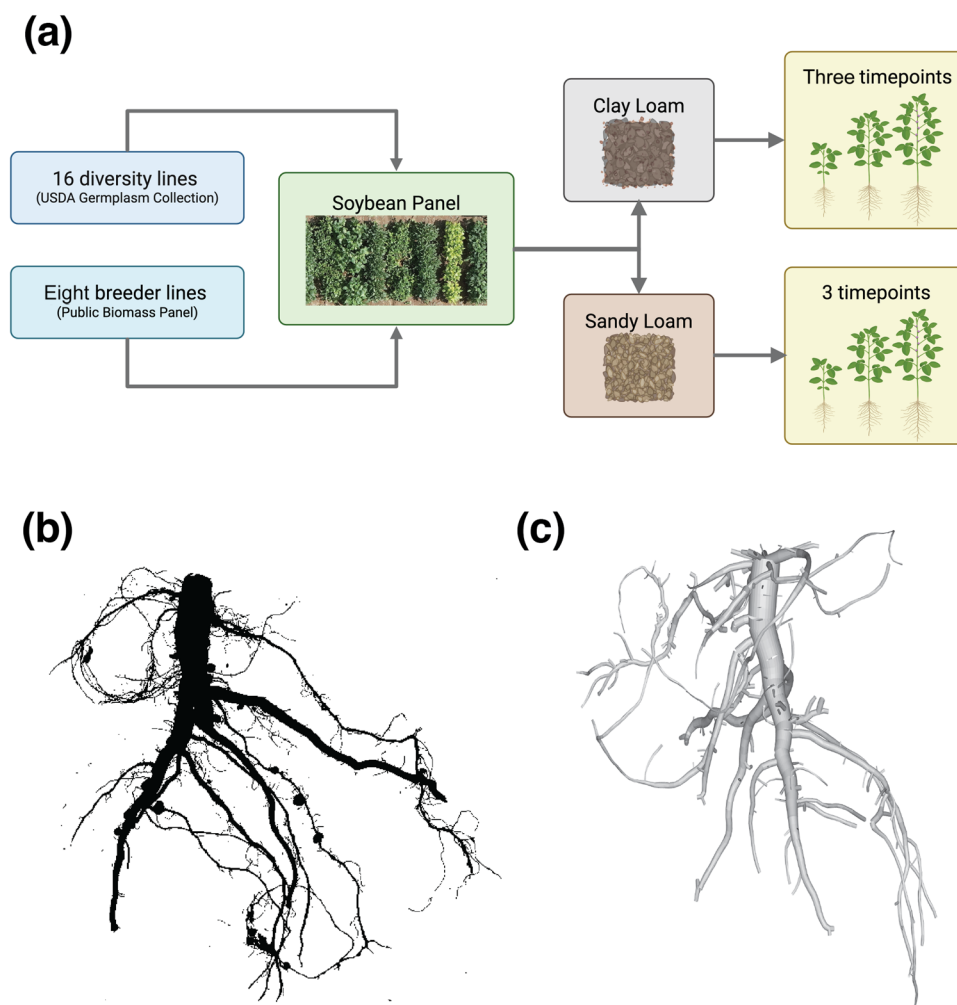 (a)
16 diversity lines
(USDA Germplasm Collection)
Eight breeder lines
(Public Biomass Panel)
Soybean Panel
Clay Loam
Sandy Loam
Three timepoints
3 timepoints
(b)
(c)